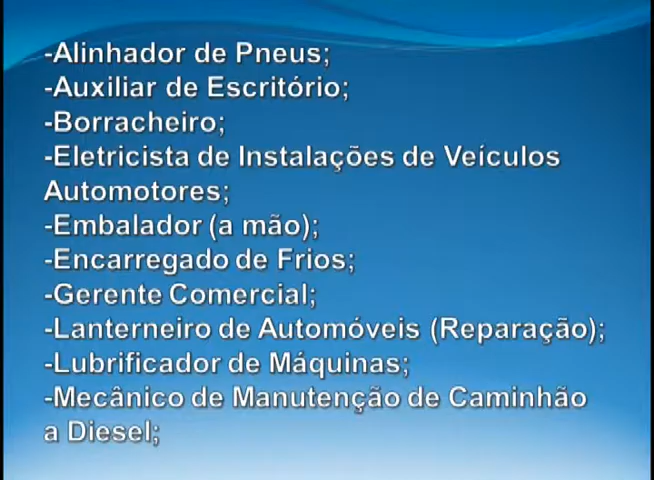 -Alinhador de Pneus;
-Auxiliar de Escritório;
-Borracheiro;
-Eletricista de Instalações de Veículos
Automotores;
-Embalador (a mão);
-Encarregado de Frios;
-Gerente Comercial;
-Lanterneiro de Automóveis (Reparação);
-Lubrificador de Máquinas;
-Mecânico de Manutenção de Caminhão
a Diesel;